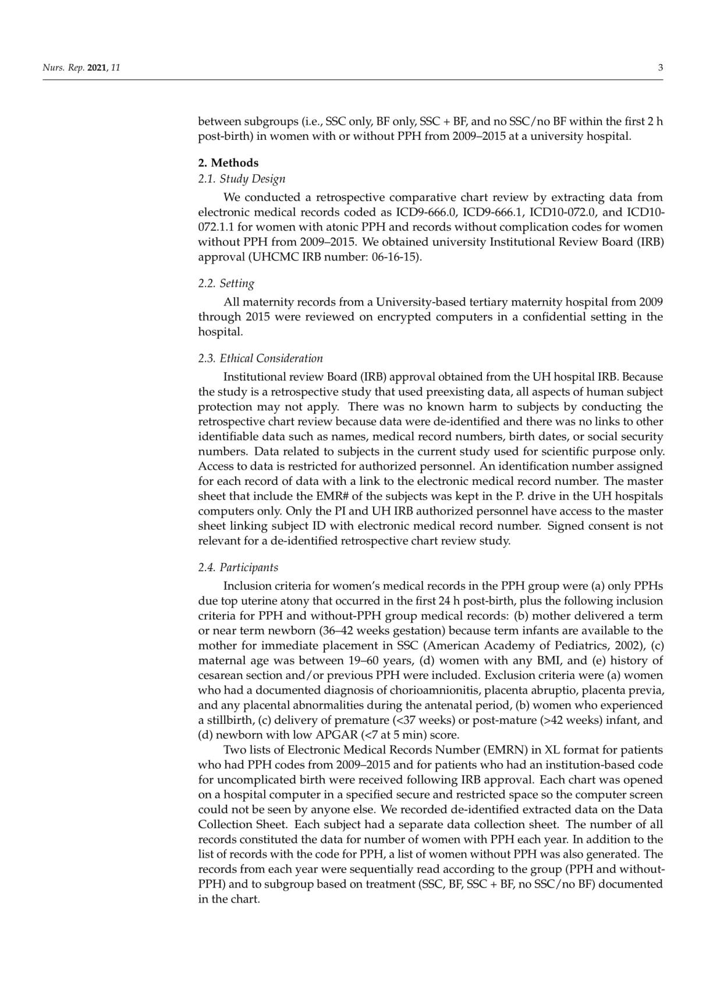 Nurs. Rep. 2021, 11
3
between subgroups (i.e., SSC only, BF only, SSC + BF, and no SSC/no BF within the first 2 h
post-birth) in women with or without PPH from 2009–2015 at a university hospital.
2. Methods
2.1. Study Design
We conducted a retrospective comparative chart review by extracting data from
electronic medical records coded as ICD9-666.0, ICD9-666.1, ICD10-072.0, and ICD10-
072.1.1 for women with atonic PPH and records without complication codes for women
without PPH from 2009–2015. We obtained university Institutional Review Board (IRB)
approval (UHCMC IRB number: 06-16-15).
2.2. Setting
All maternity records from a University-based tertiary maternity hospital from 2009
through 2015 were reviewed on encrypted computers in a confidential setting in the
hospital.
2.3. Ethical Consideration
Institutional review Board (IRB) approval obtained from the UH hospital IRB. Because
the study is a retrospective study that used preexisting data, all aspects of human subject
protection may not apply. There was no known harm to subjects by conducting the
retrospective chart review because data were de-identified and there was no links to other
identifiable data such as names, medical record numbers, birth dates, or social security
numbers. Data related to subjects in the current study used for scientific purpose only.
Access to data is restricted for authorized personnel. An identification number assigned
for each record of data with a link to the electronic medical record number. The master
sheet that include the EMR# of the subjects was kept in the P. drive in the UH hospitals
computers only. Only the PI and UH IRB authorized personnel have access to the master
sheet linking subject ID with electronic medical record number. Signed consent is not
relevant for a de-identified retrospective chart review study.
2.4. Participants
Inclusion criteria for women's medical records in the PPH group were (a) only PPHs
due top uterine atony that occurred in the first 24 h post-birth, plus the following inclusion
criteria for PPH and without-PPH group medical records: (b) mother delivered a term
or near term newborn (36–42 weeks gestation) because term infants are available to the
mother for immediate placement in SSC (American Academy of Pediatrics, 2002), (c)
maternal age was between 19–60 years, (d) women with any BMI, and (e) history of
cesarean section and/or previous PPH were included. Exclusion criteria were (a) women
who had a documented diagnosis of chorioamnionitis, placenta abruptio, placenta previa,
and any placental abnormalities during the antenatal period, (b) women who experienced
a stillbirth, (c) delivery of premature (<37 weeks) or post-mature (>42 weeks) infant, and
(d) newborn with low APGAR (<7 at 5 min) score.
Two lists of Electronic Medical Records Number (EMRN) in XL format for patients
who had PPH codes from 2009–2015 and for patients who had an institution-based code
for uncomplicated birth were received following IRB approval. Each chart was opened
on a hospital computer in a specified secure and restricted space so the computer screen
could not be seen by anyone else. We recorded de-identified extracted data on the Data
Collection Sheet. Each subject had a separate data collection sheet. The number of all
records constituted the data for number of women with PPH each year. In addition to the
list of records with the code for PPH, a list of women without PPH was also generated. The
records from each year were sequentially read according to the group (PPH and without-
PPH) and to subgroup based on treatment (SSC, BF, SSC + BF, no SSC/no BF) documented
in the chart.